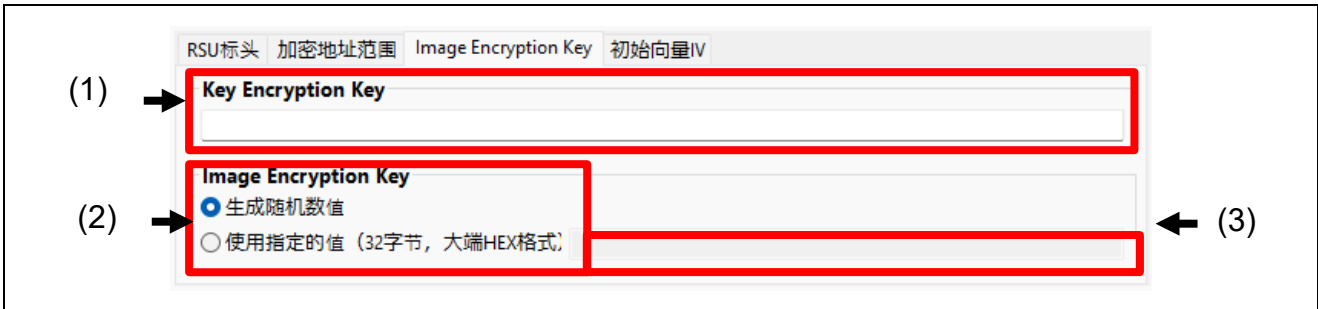 RSU标头 加密地址范围 Image Encryption Key 初始向量IV
(1)
Key Encryption Key
Image Encryption Key
生成随机数值
(2)
(3)
使用指定的值（32字节，大端HEX格式）